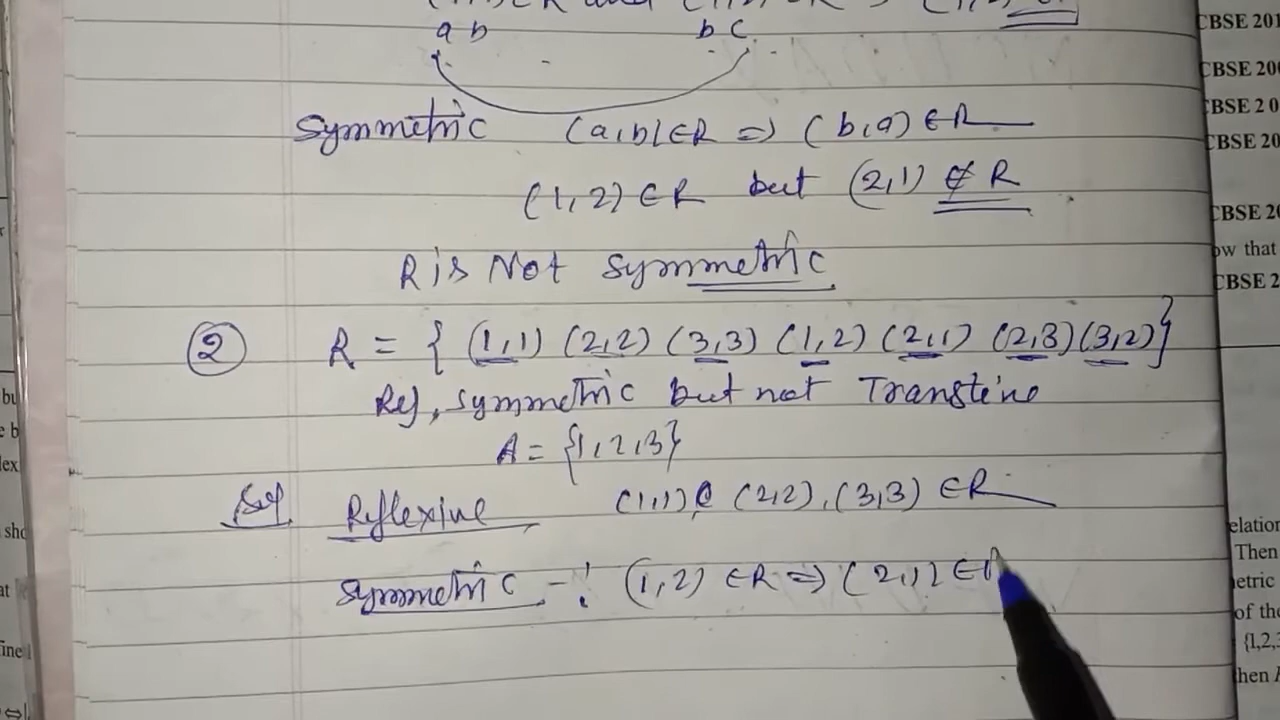 a b b c
Symmetric (a,b) ∈ R ⇒ (b,a) ∈ R
(1,2) ∈ R but (2,1) ∉ R
R is Not Symmetric
② R = { (1,1) (2,2) (3,3) (1,2) (2,1) (2,3) (3,2) }
Ref, Symmetric but not Transtive
A = {1,2,3}
Sol Reflexive (1,1), (2,2), (3,3) ∈ R
Symmetric -: (1,2) ∈ R ⇒ (2,1) ∈
CBSE 201
CBSE 200
CBSE 20
CBSE 20
CBSE 20
ow that
CBSE 2
elation
Then
etric
of the
{1,2,3
hen